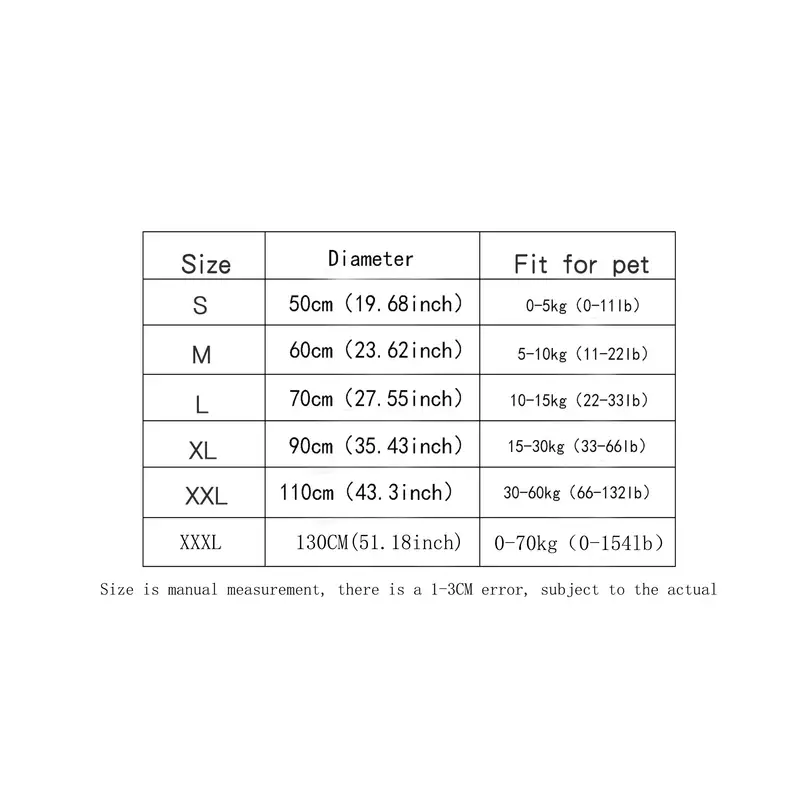 Size Diameter Fit for pet
S 50cm（19.68inch） 0-5kg（0-11lb）
M 60cm（23.62inch） 5-10kg（11-22lb）
L 70cm（27.55inch） 10-15kg（22-33lb）
XL 90cm（35.43inch） 15-30kg（33-66lb）
XXL 110cm（43.3inch） 30-60kg（66-132lb）
XXXL 130CM(51.18inch) 0-70kg（0-154lb）
Size is manual measurement, there is a 1-3CM error, subject to the actual